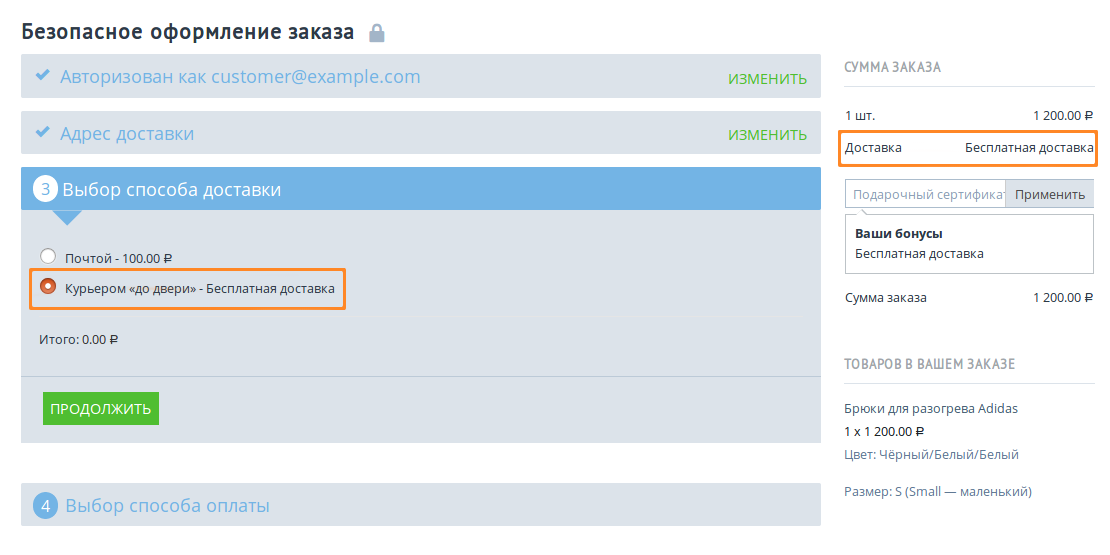 Безопасное оформление заказа
Авторизован как customer@example.com
ИЗМЕНИТЬ
Адрес доставки
ИЗМЕНИТЬ
3 Выбор способа доставки
Почтой - 100.00 ₽
Курьером «до двери» - Бесплатная доставка
Итого: 0.00 ₽
ПРОДОЛЖИТЬ
4 Выбор способа оплаты
СУММА ЗАКАЗА
1 шт. 1 200.00 ₽
Доставка Бесплатная доставка
Подарочный сертификат Применить
Ваши бонусы
Бесплатная доставка
Сумма заказа 1 200.00 ₽
ТОВАРОВ В ВАШЕМ ЗАКАЗЕ
Брюки для разогрева Adidas
1 x 1 200.00 ₽
Цвет: Чёрный/Белый/Белый
Размер: S (Small — маленький)